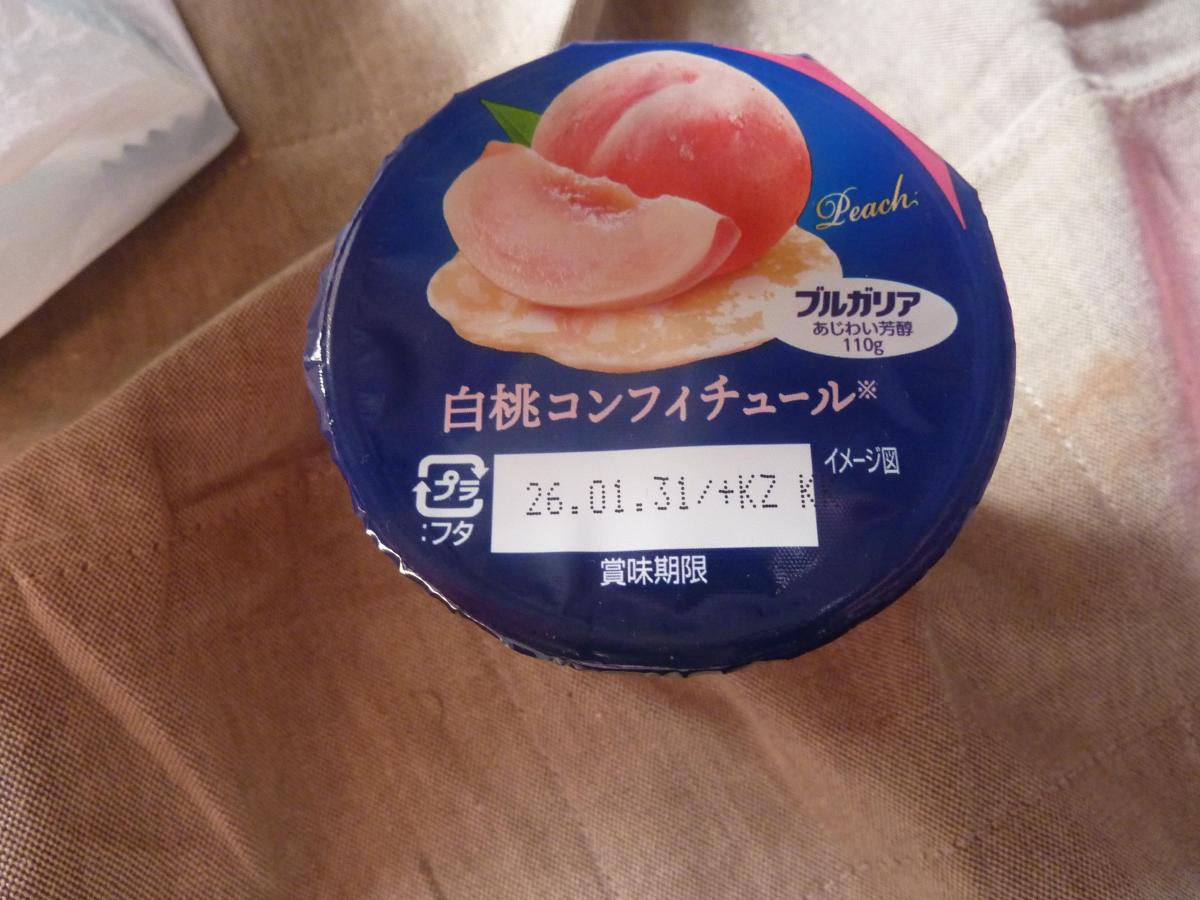 Peach
ブルガリア
あじわい芳醇
110g
白桃コンフィチュール※
イメージ図
プラ
:フタ
26.01.31/+KZ K
賞味期限